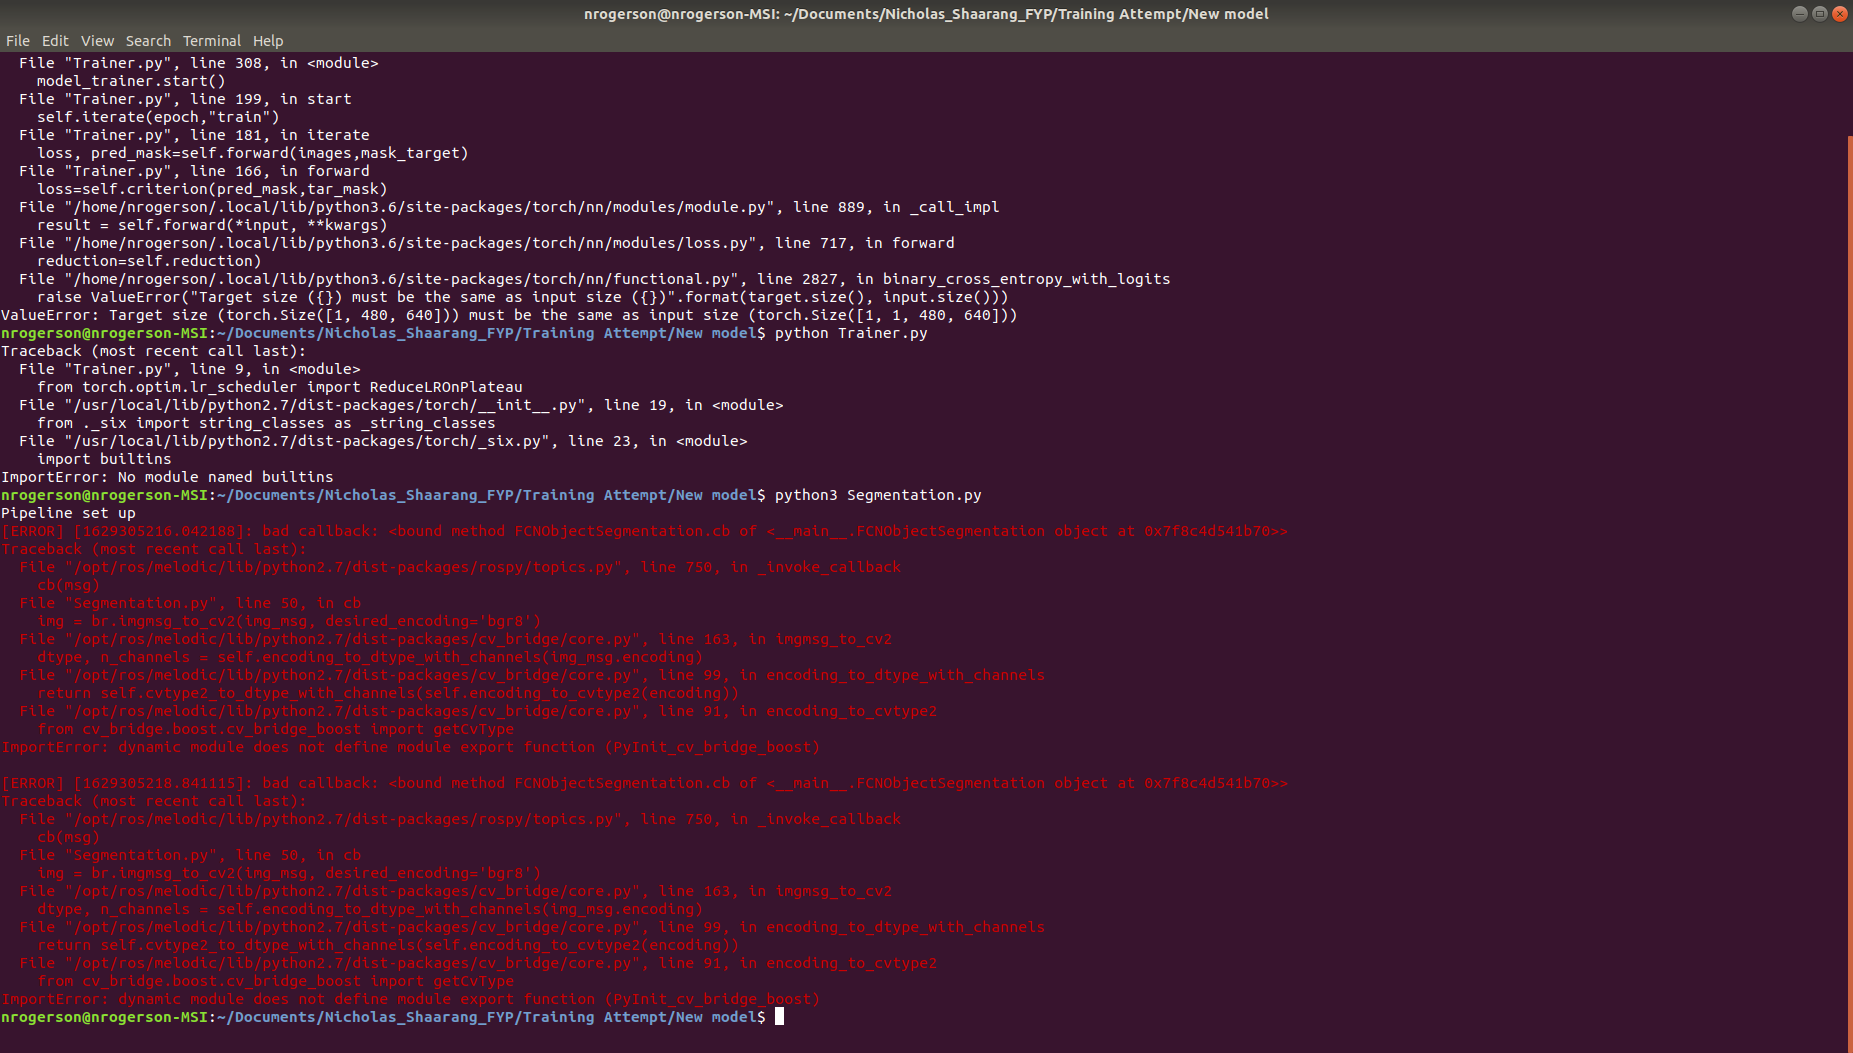 nrogerson@nrogerson-MSI: ~/Documents/Nicholas_Shaarang_FYP/Training Attempt/New model
File Edit View Search Terminal Help
  File "Trainer.py", line 308, in <module>
    model_trainer.start()
  File "Trainer.py", line 199, in start
    self.iterate(epoch,"train")
  File "Trainer.py", line 181, in iterate
    loss, pred_mask=self.forward(images,mask_target)
  File "Trainer.py", line 166, in forward
    loss=self.criterion(pred_mask,tar_mask)
  File "/home/nrogerson/.local/lib/python3.6/site-packages/torch/nn/modules/module.py", line 889, in _call_impl
    result = self.forward(*input, **kwargs)
  File "/home/nrogerson/.local/lib/python3.6/site-packages/torch/nn/modules/loss.py", line 717, in forward
    reduction=self.reduction)
  File "/home/nrogerson/.local/lib/python3.6/site-packages/torch/nn/functional.py", line 2827, in binary_cross_entropy_with_logits
    raise ValueError("Target size ({}) must be the same as input size ({})".format(target.size(), input.size()))
ValueError: Target size (torch.Size([1, 480, 640])) must be the same as input size (torch.Size([1, 1, 480, 640]))
nrogerson@nrogerson-MSI:~/Documents/Nicholas_Shaarang_FYP/Training Attempt/New model$ python Trainer.py
Traceback (most recent call last):
  File "Trainer.py", line 9, in <module>
    from torch.optim.lr_scheduler import ReduceLROnPlateau
  File "/usr/local/lib/python2.7/dist-packages/torch/__init__.py", line 19, in <module>
    from ._six import string_classes as _string_classes
  File "/usr/local/lib/python2.7/dist-packages/torch/_six.py", line 23, in <module>
    import builtins
ImportError: No module named builtins
nrogerson@nrogerson-MSI:~/Documents/Nicholas_Shaarang_FYP/Training Attempt/New model$ python3 Segmentation.py
Pipeline set up
[ERROR] [1629305216.042188]: bad callback: <bound method FCNObjectSegmentation.cb of <__main__.FCNObjectSegmentation object at 0x7f8c4d541b70>>
Traceback (most recent call last):
  File "/opt/ros/melodic/lib/python2.7/dist-packages/rospy/topics.py", line 750, in _invoke_callback
    cb(msg)
  File "Segmentation.py", line 50, in cb
    img = br.imgmsg_to_cv2(img_msg, desired_encoding='bgr8')
  File "/opt/ros/melodic/lib/python2.7/dist-packages/cv_bridge/core.py", line 163, in imgmsg_to_cv2
    dtype, n_channels = self.encoding_to_dtype_with_channels(img_msg.encoding)
  File "/opt/ros/melodic/lib/python2.7/dist-packages/cv_bridge/core.py", line 99, in encoding_to_dtype_with_channels
    return self.cvtype2_to_dtype_with_channels(self.encoding_to_cvtype2(encoding))
  File "/opt/ros/melodic/lib/python2.7/dist-packages/cv_bridge/core.py", line 91, in encoding_to_cvtype2
    from cv_bridge.boost.cv_bridge_boost import getCvType
ImportError: dynamic module does not define module export function (PyInit_cv_bridge_boost)

[ERROR] [1629305218.841115]: bad callback: <bound method FCNObjectSegmentation.cb of <__main__.FCNObjectSegmentation object at 0x7f8c4d541b70>>
Traceback (most recent call last):
  File "/opt/ros/melodic/lib/python2.7/dist-packages/rospy/topics.py", line 750, in _invoke_callback
    cb(msg)
  File "Segmentation.py", line 50, in cb
    img = br.imgmsg_to_cv2(img_msg, desired_encoding='bgr8')
  File "/opt/ros/melodic/lib/python2.7/dist-packages/cv_bridge/core.py", line 163, in imgmsg_to_cv2
    dtype, n_channels = self.encoding_to_dtype_with_channels(img_msg.encoding)
  File "/opt/ros/melodic/lib/python2.7/dist-packages/cv_bridge/core.py", line 99, in encoding_to_dtype_with_channels
    return self.cvtype2_to_dtype_with_channels(self.encoding_to_cvtype2(encoding))
  File "/opt/ros/melodic/lib/python2.7/dist-packages/cv_bridge/core.py", line 91, in encoding_to_cvtype2
    from cv_bridge.boost.cv_bridge_boost import getCvType
ImportError: dynamic module does not define module export function (PyInit_cv_bridge_boost)
nrogerson@nrogerson-MSI:~/Documents/Nicholas_Shaarang_FYP/Training Attempt/New model$